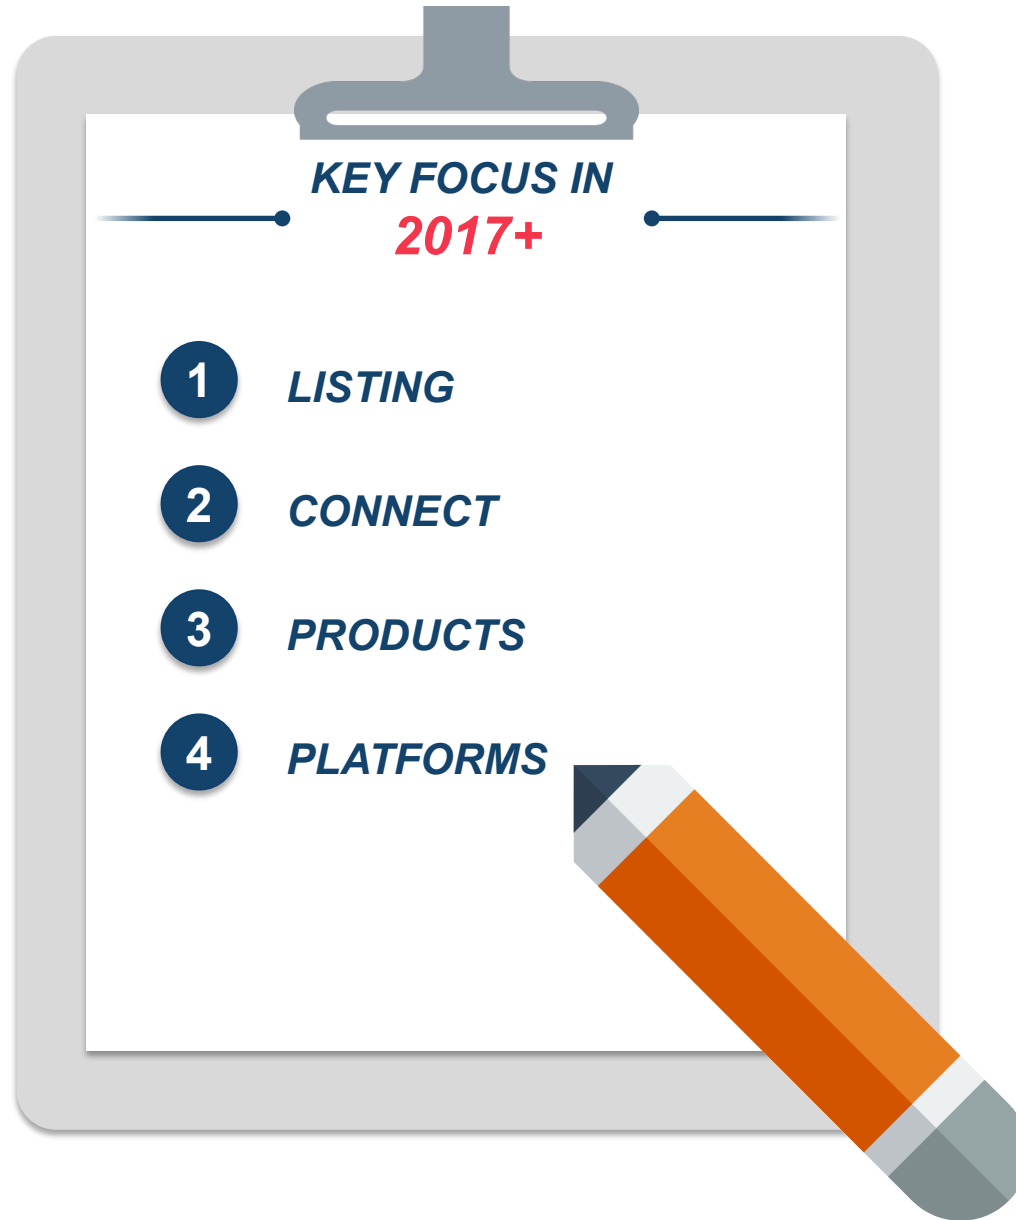 KEY FOCUS IN
2017+
1 LISTING
2 CONNECT
3 PRODUCTS
4 PLATFORMS